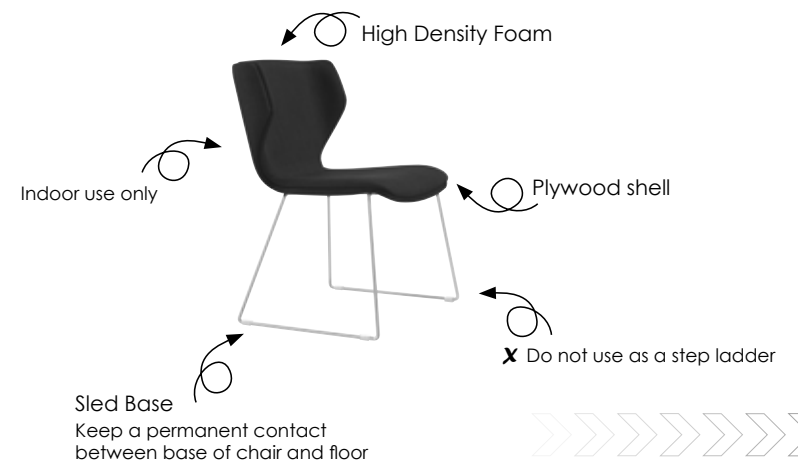 High Density Foam
Indoor use only
Plywood shell
✗ Do not use as a step ladder
Sled Base
Keep a permanent contact
between base of chair and floor